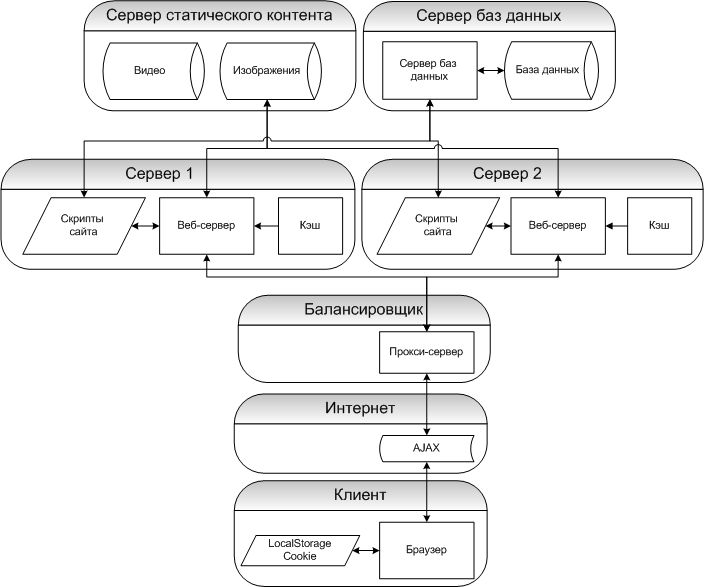 Сервер статического контента
Сервер баз данных
Видео
Изображения
Сервер баз
данных
База данных
Сервер 1
Сервер 2
Скрипты
сайта
Веб-сервер
Кэш
Скрипты
сайта
Веб-сервер
Кэш
Балансировщик
Прокси-сервер
Интернет
AJAX
Клиент
LocalStorage
Cookie
Браузер